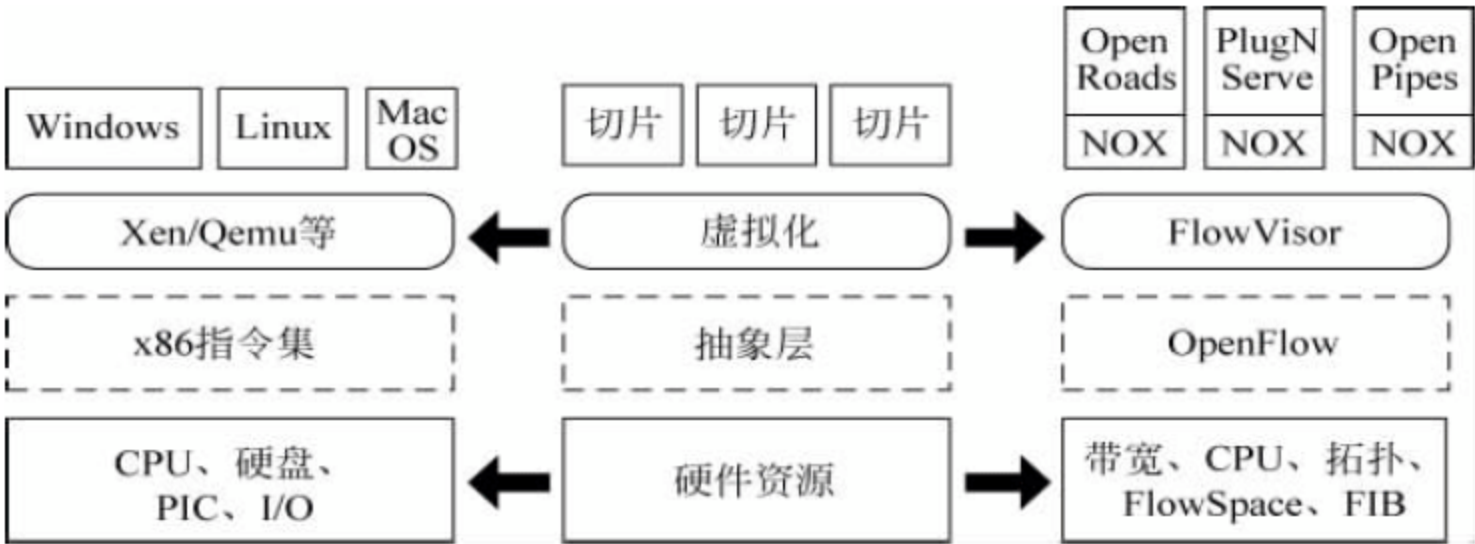 Windows
Linux
Mac
OS
切片
切片
切片
Open
Roads
NOX
PlugN
Serve
NOX
Open
Pipes
NOX
Xen/Qemu等
虚拟化
FlowVisor
x86指令集
抽象层
OpenFlow
CPU、硬盘、
PIC、I/O
硬件资源
带宽、CPU、拓扑、
FlowSpace、FIB